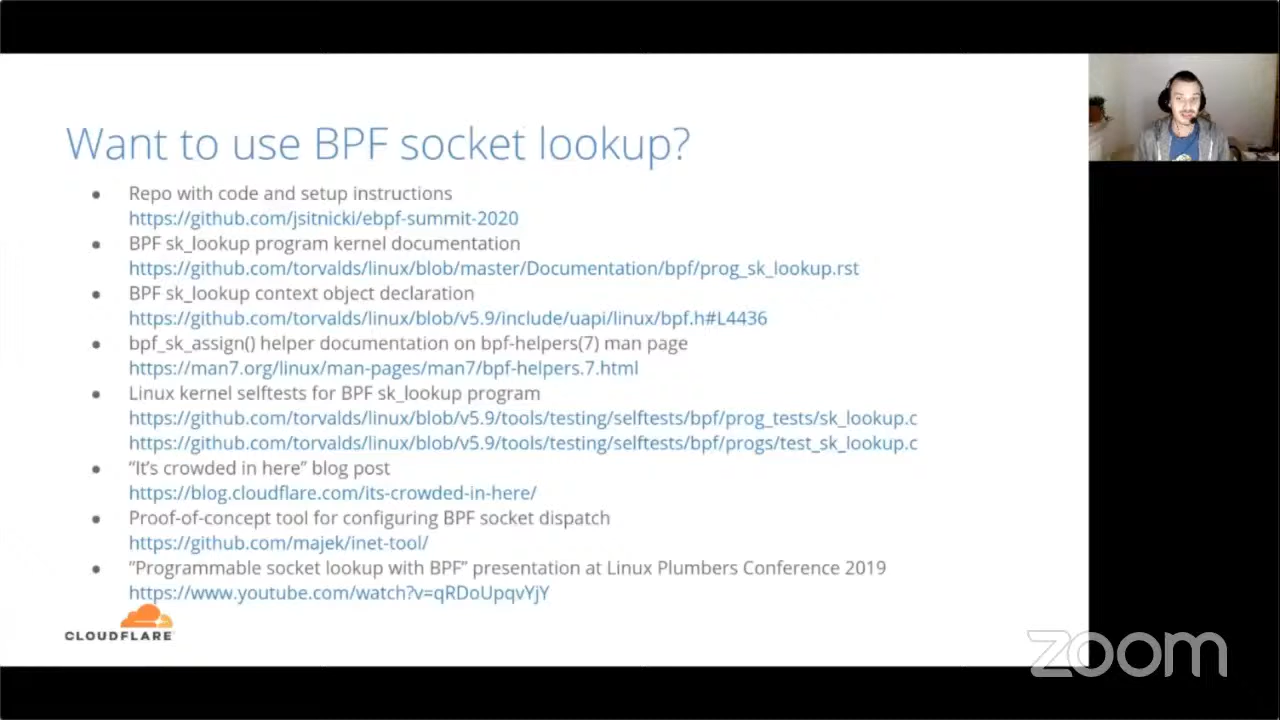 Want to use BPF socket lookup?
● Repo with code and setup instructions
https://github.com/jsitnicki/ebpf-summit-2020
● BPF sk_lookup program kernel documentation
https://github.com/torvalds/linux/blob/master/Documentation/bpf/prog_sk_lookup.rst
● BPF sk_lookup context object declaration
https://github.com/torvalds/linux/blob/v5.9/include/uapi/linux/bpf.h#L4436
● bpf_sk_assign() helper documentation on bpf-helpers(7) man page
https://man7.org/linux/man-pages/man7/bpf-helpers.7.html
● Linux kernel selftests for BPF sk_lookup program
https://github.com/torvalds/linux/blob/v5.9/tools/testing/selftests/bpf/prog_tests/sk_lookup.c
https://github.com/torvalds/linux/blob/v5.9/tools/testing/selftests/bpf/progs/test_sk_lookup.c
● “It’s crowded in here” blog post
https://blog.cloudflare.com/its-crowded-in-here/
● Proof-of-concept tool for configuring BPF socket dispatch
https://github.com/majek/inet-tool/
● ”Programmable socket lookup with BPF” presentation at Linux Plumbers Conference 2019
https://www.youtube.com/watch?v=qRDoUpqvYjY
CLOUDFLARE
zoom